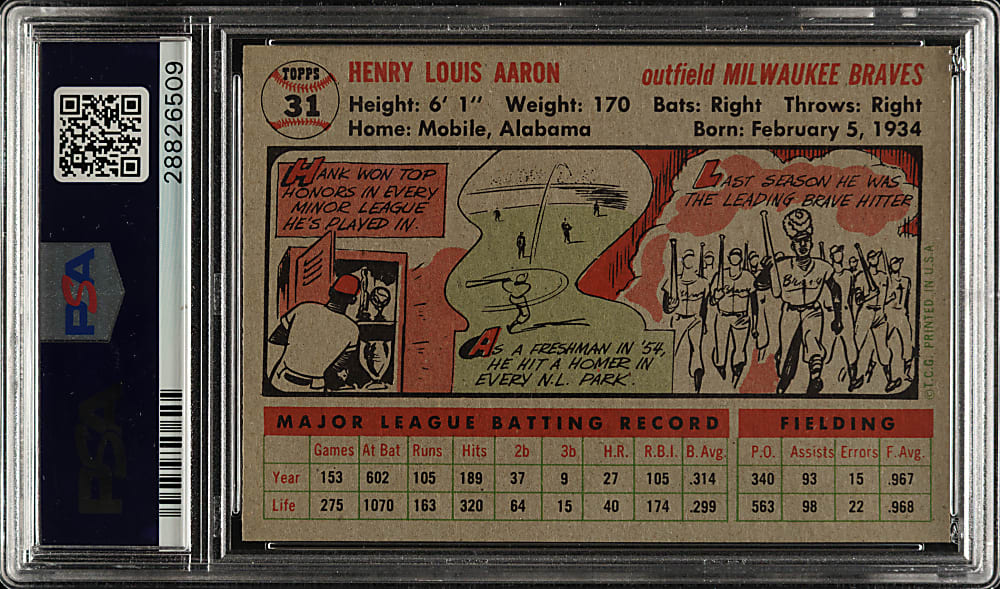 28826509
PSA
PSA
TOPPS
31
HENRY LOUIS AARON
outfield MILWAUKEE BRAVES
Height: 6' 1" Weight: 170 Bats: Right Throws: Right
Home: Mobile, Alabama
Born: February 5, 1934
HANK WON TOP
HONORS IN EVERY
MINOR LEAGUE
HE'S PLAYED IN.
AS A FRESHMAN IN '54,
HE HIT A HOMER IN
EVERY N.L. PARK.
LAST SEASON HE WAS
THE LEADING BRAVE HITTER
Braves
©T.C.G. PRINTED IN U.S.A.
MAJOR LEAGUE BATTING RECORD
FIELDING
Games At Bat Runs Hits 2b 3b H.R. R.B.I. B. Avg. P.O. Assists Errors F. Avg.
Year 153 602 105 189 37 9 27 105 .314 340 93 15 .967
Life 275 1070 163 320 64 15 40 174 .299 563 98 22 .968